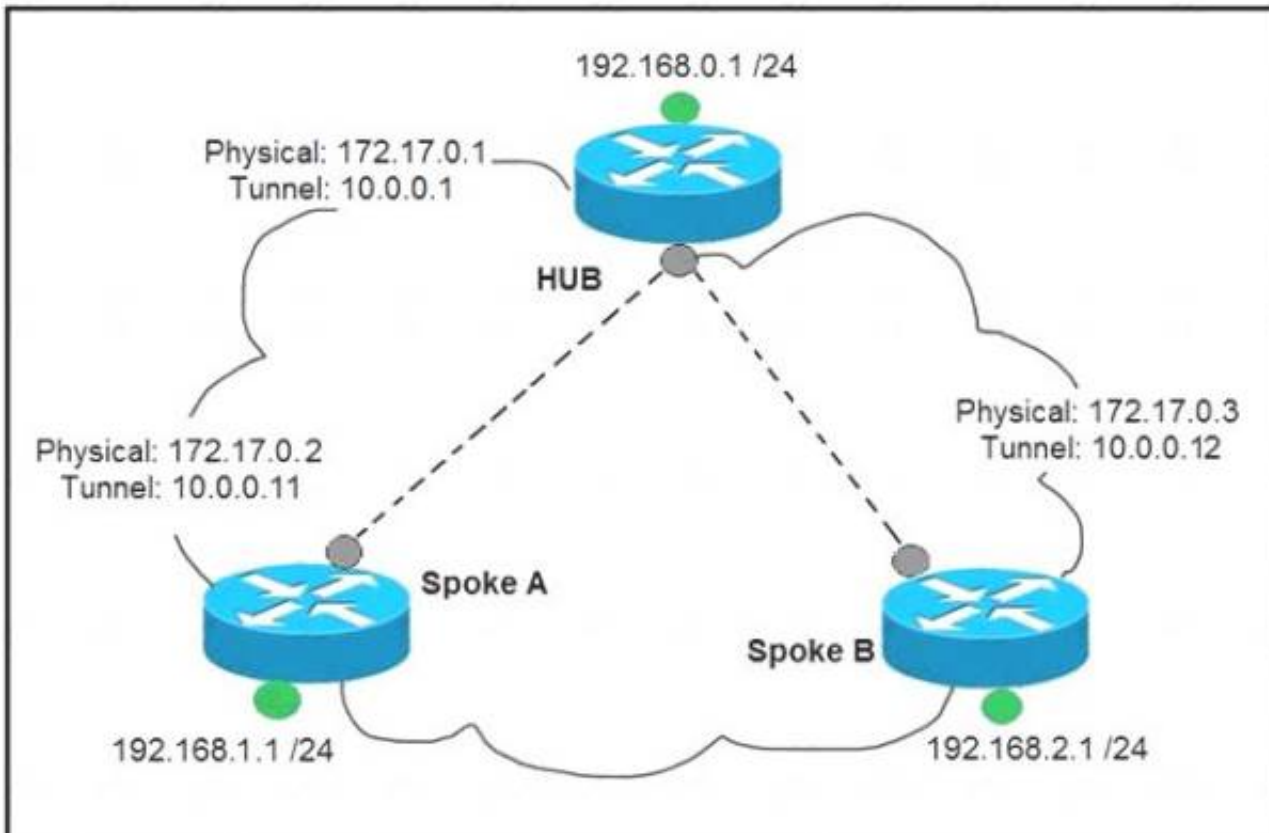 192.168.0.1 /24
Physical: 172.17.0.1
Tunnel: 10.0.0.1
HUB
Physical: 172.17.0.2
Tunnel: 10.0.0.11
Physical: 172.17.0.3
Tunnel: 10.0.0.12
Spoke A
Spoke B
192.168.1.1 /24
192.168.2.1 /24